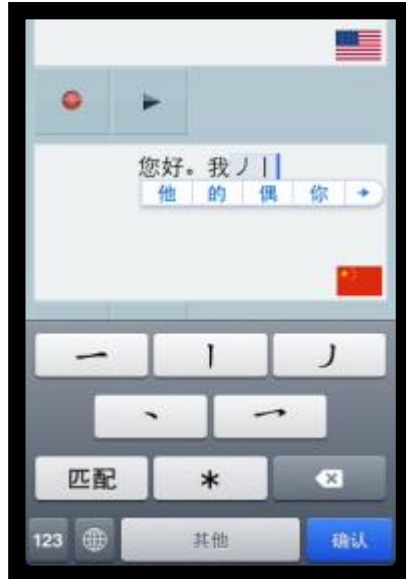 您好。我丿丨
他 的 偶 你 →
一 丨 丿
丶 乛
匹配 *
123 其他 确认